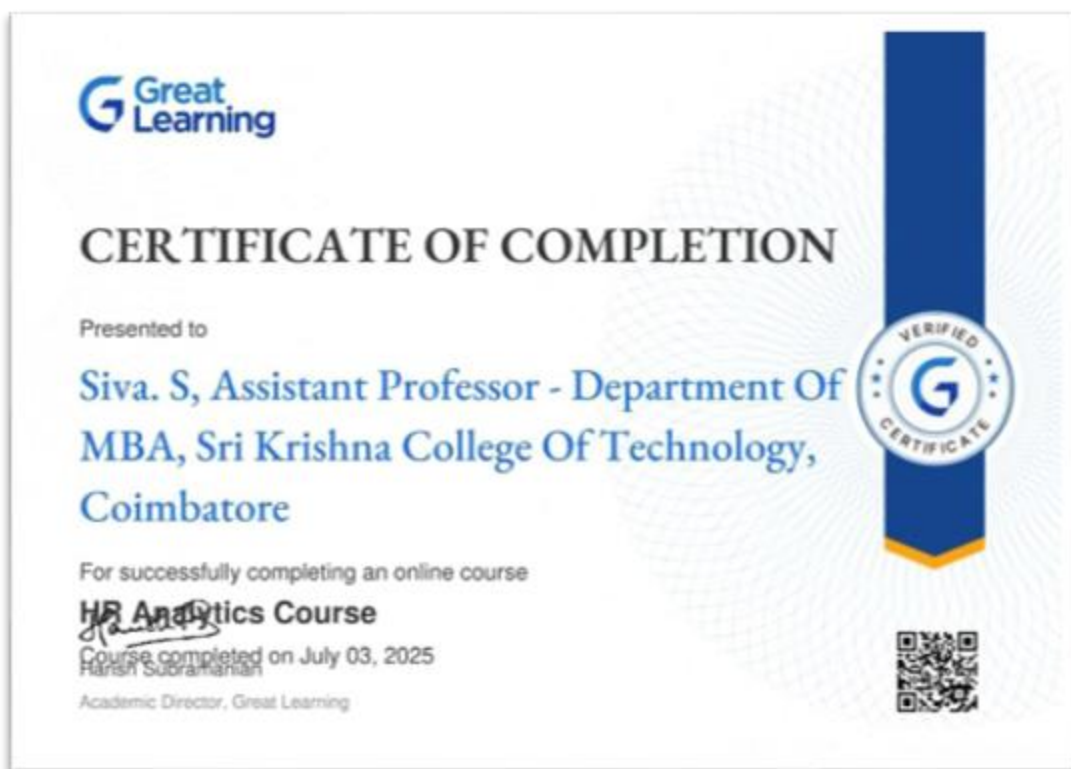 Great
Learning
CERTIFICATE OF COMPLETION
Presented to
Siva. S, Assistant Professor - Department Of
MBA, Sri Krishna College Of Technology,
Coimbatore
VERIFIED
CERTIFICATE
For successfully completing an online course
HR Analytics Course
Course completed on July 03, 2025
Harish Subramanian
Academic Director, Great Learning